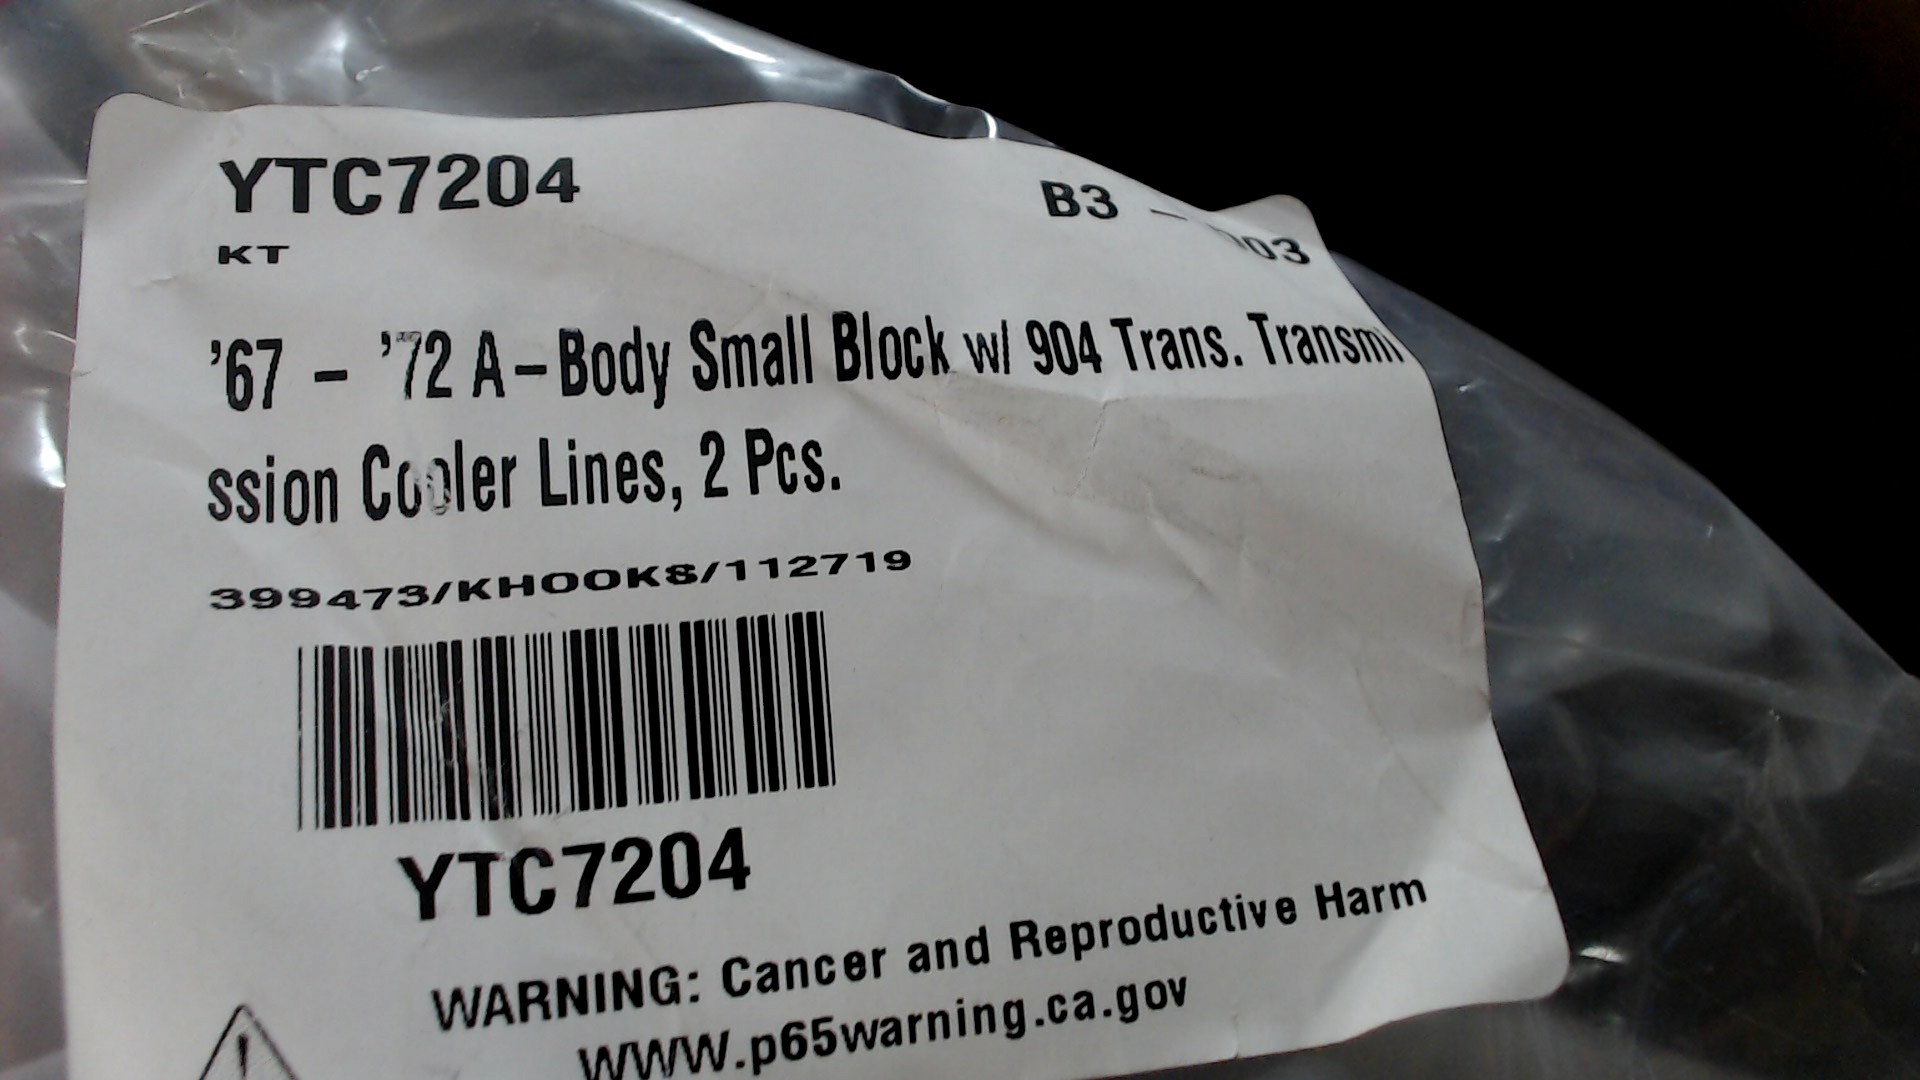 YTC7204
B3 –
KT
'67 – '72 A–Body Small Block w/ 904 Trans. Transmi
ssion Cooler Lines, 2 Pcs.
399473/KHOOKS/112719
YTC7204
WARNING: Cancer and Reproductive Harm
www.p65warning.ca.gov